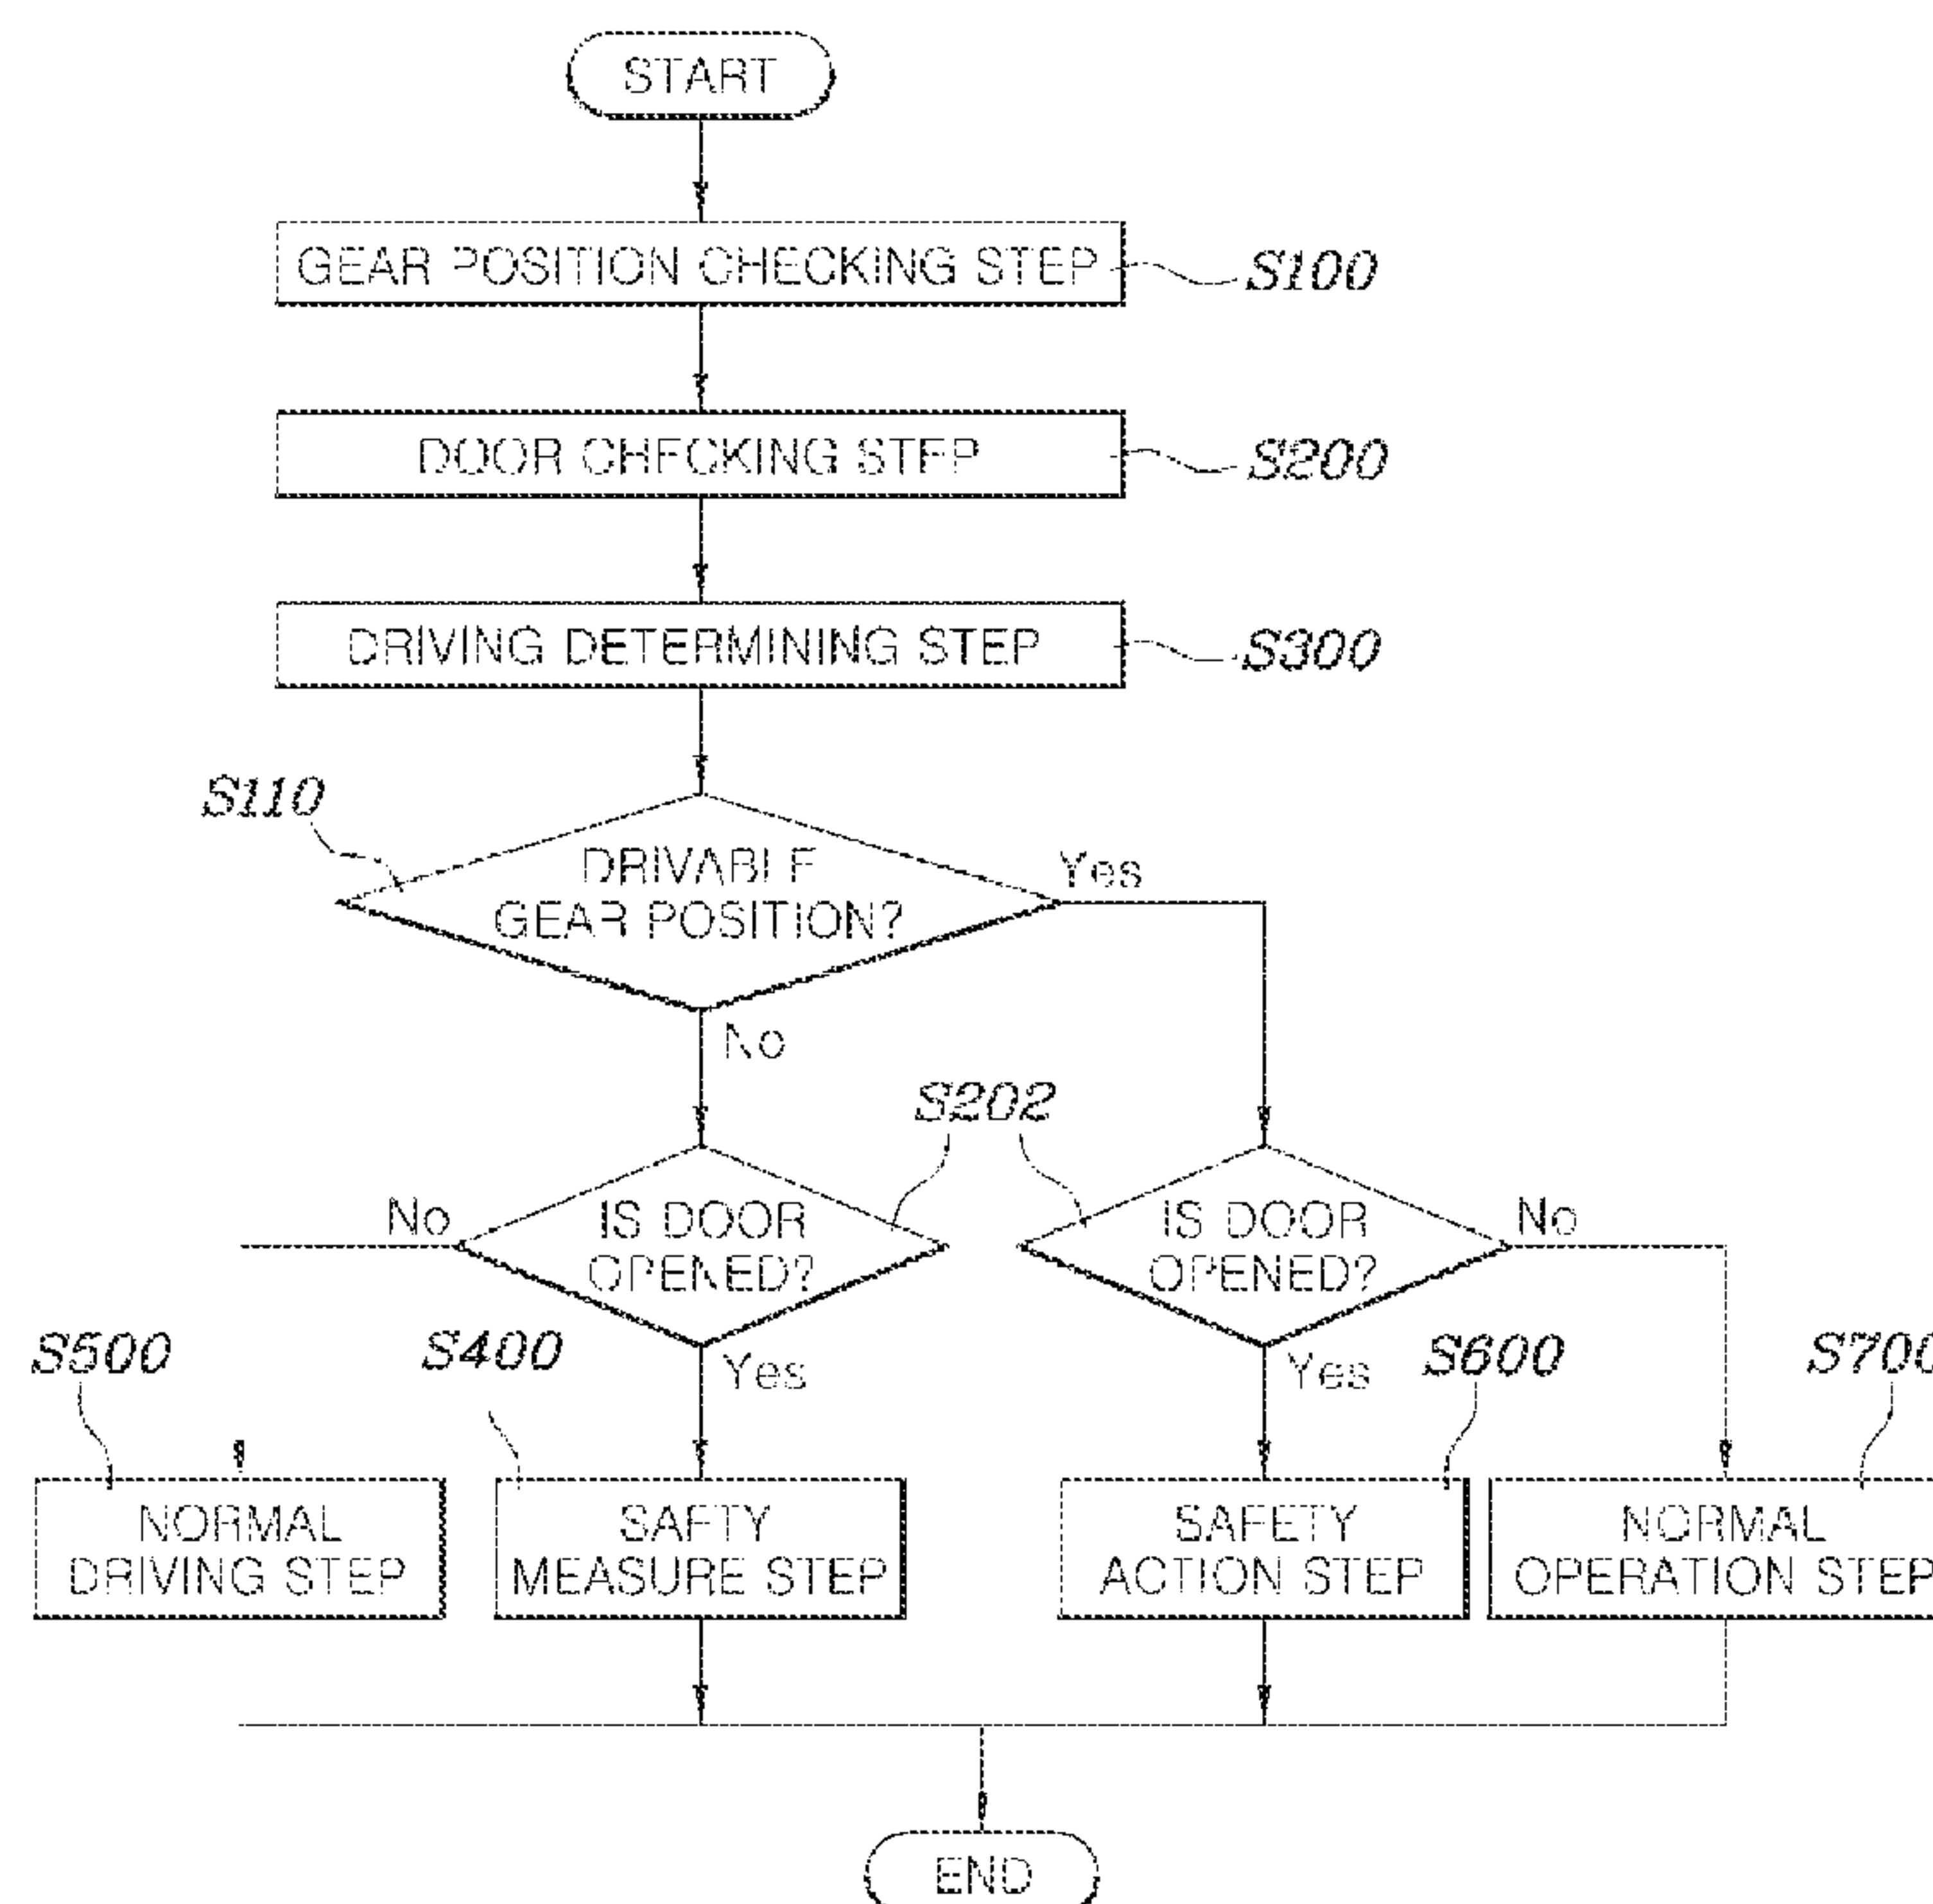 START
GEAR POSITION CHECKING STEP
S100
DOOR CHECKING STEP
S200
DRIVING DETERMINING STEP
S300
S110
DRIVABLE
GEAR POSITION?
Yes
No
S202
No
IS DOOR
OPENED?
IS DOOR
OPENED?
No
S500
S400
Yes
Yes
S600
S700
NORMAL
DRIVING STEP
SAFTY
MEASURE STEP
SAFETY
ACTION STEP
NORMAL
OPERATION STEP
END